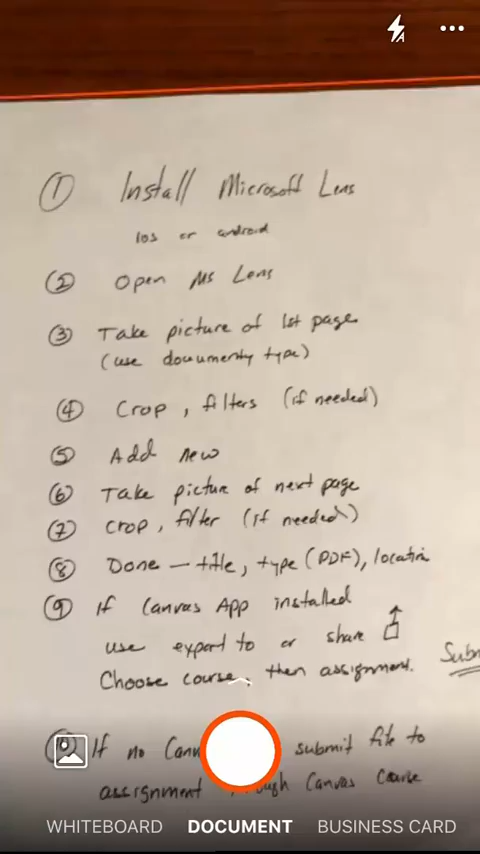 ① Install Microsoft Lens
Ios or android
② Open MS Lens
③ Take picture of 1st page
(use documenty type)
④ Crop, filters (if needed)
⑤ Add new
⑥ Take picture of next page
⑦ Crop, filter (if needed)
⑧ Done — title, type (PDF), location
⑨ If Canvas App installed
use export to or share
Choose course, then assignment.
If no submit file to
assignment Canvas Course
WHITEBOARD DOCUMENT BUSINESS CARD